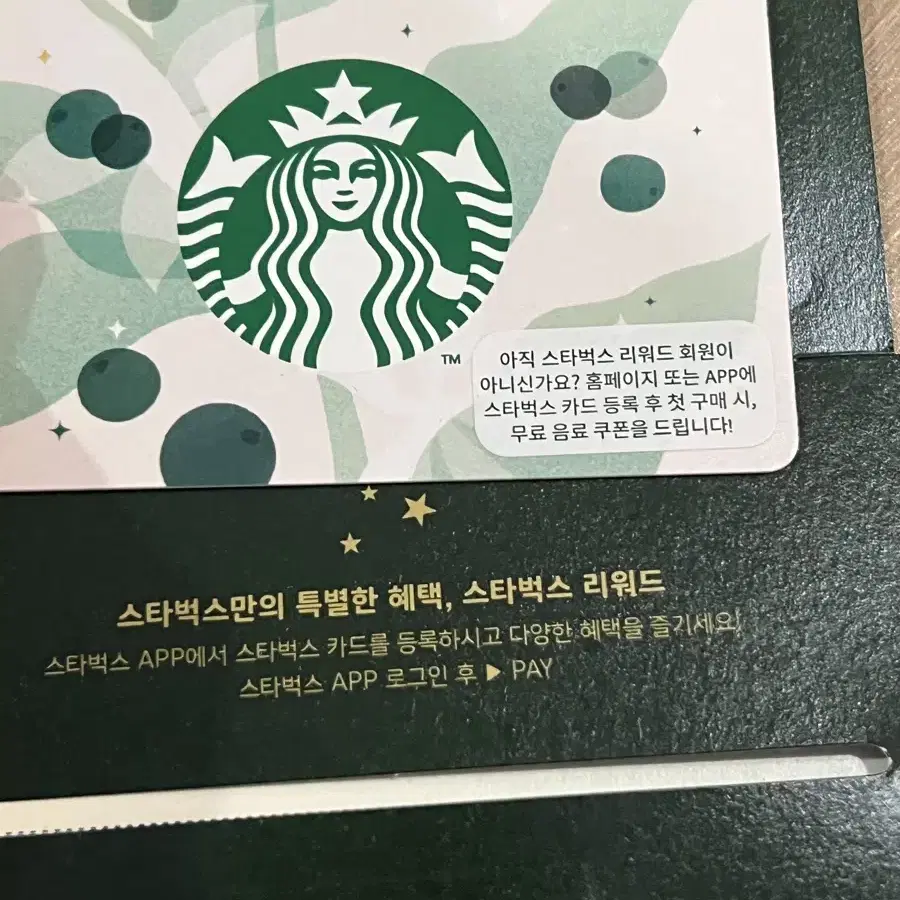 TM
아직 스타벅스 리워드 회원이
아니신가요? 홈페이지 또는 APP에
스타벅스 카드 등록 후 첫 구매 시,
무료 음료 쿠폰을 드립니다!
스타벅스만의 특별한 혜택, 스타벅스 리워드
스타벅스 APP에서 스타벅스 카드를 등록하시고 다양한 혜택을 즐기세요!
스타벅스 APP 로그인 후 ▶ PAY